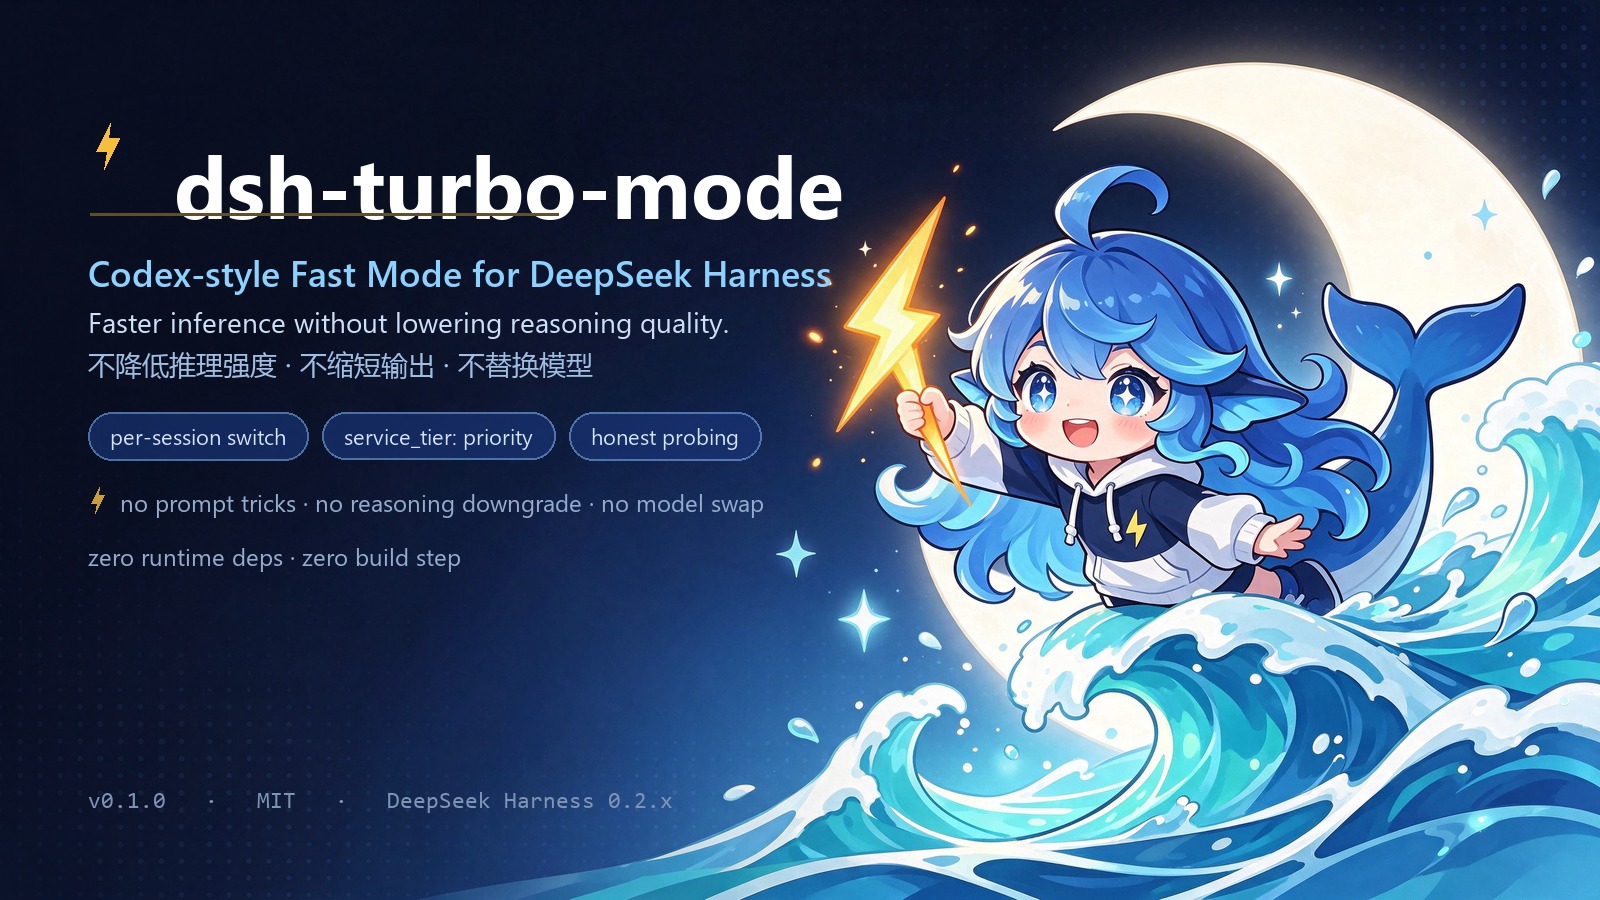 dsh-turbo-mode
Codex-style Fast Mode for DeepSeek Harness
Faster inference without lowering reasoning quality.
不降低推理强度 · 不缩短输出 · 不替换模型
per-session switch
service_tier: priority
honest probing
no prompt tricks · no reasoning downgrade · no model swap
zero runtime deps · zero build step
v0.1.0 · MIT · DeepSeek Harness 0.2.x